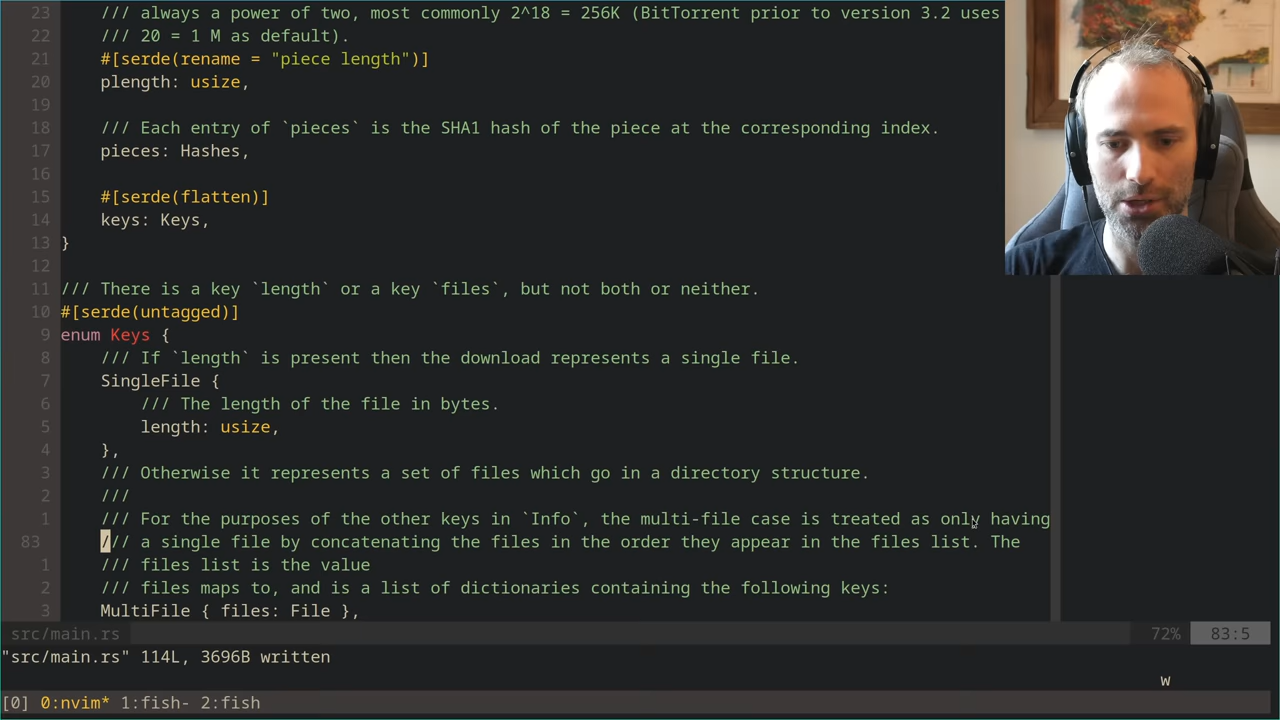 23 /// always a power of two, most commonly 2^18 = 256K (BitTorrent prior to version 3.2 uses
22 /// 20 = 1 M as default).
21 #[serde(rename = "piece length")]
20 plength: usize,
19
18 /// Each entry of `pieces` is the SHA1 hash of the piece at the corresponding index.
17 pieces: Hashes,
16
15 #[serde(flatten)]
14 keys: Keys,
13 }
12
11 /// There is a key `length` or a key `files`, but not both or neither.
10 #[serde(untagged)]
9 enum Keys {
8 /// If `length` is present then the download represents a single file.
7 SingleFile {
6 /// The length of the file in bytes.
5 length: usize,
4 },
3 /// Otherwise it represents a set of files which go in a directory structure.
2 ///
1 /// For the purposes of the other keys in `Info`, the multi-file case is treated as only having
83 /// a single file by concatenating the files in the order they appear in the files list. The
1 /// files list is the value
2 /// files maps to, and is a list of dictionaries containing the following keys:
3 MultiFile { files: File },
src/main.rs 72% 83:5
"src/main.rs" 114L, 3696B written
w
[0] 0:nvim* 1:fish- 2:fish